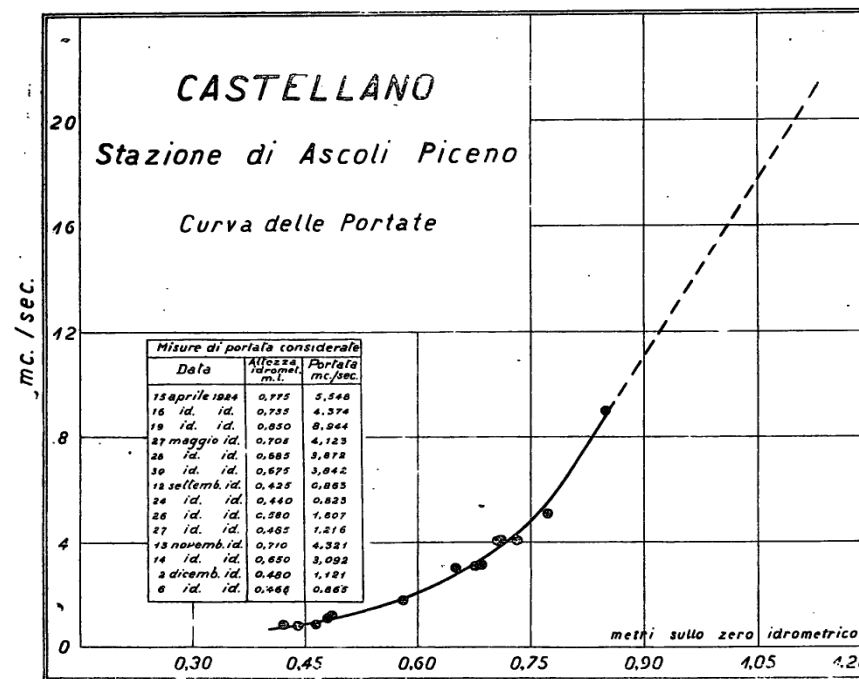 CASTELLANO
Stazione di Ascoli Piceno
Curva delle Portate
mc./sec.
20
16
12
8
4
0
Misure di portata considerate
Data Altezza idromet. m.l. Portata mc./sec.
15 aprile 1924 0,775 5,548
16 id. id. 0,735 4.374
19 id. id. 0,850 8,944
27 maggio id. 0,705 4,123
28 id. id. 0,685 3,872
30 id. id. 0,675 3,842
12 settemb. id. 0,425 0,863
24 id. id. 0,440 0.823
26 id. id. 0,580 1,807
27 id. id. 0,485 1.216
13 novemb. id. 0,710 4,321
14 id. id. 0,650 3,092
2 dicemb. id. 0.480 1,121
6 id. id. 0,466 0.865
metri sullo zero idrometrico
0,30 0,45 0,60 0,75 0,90 1,05 1.20